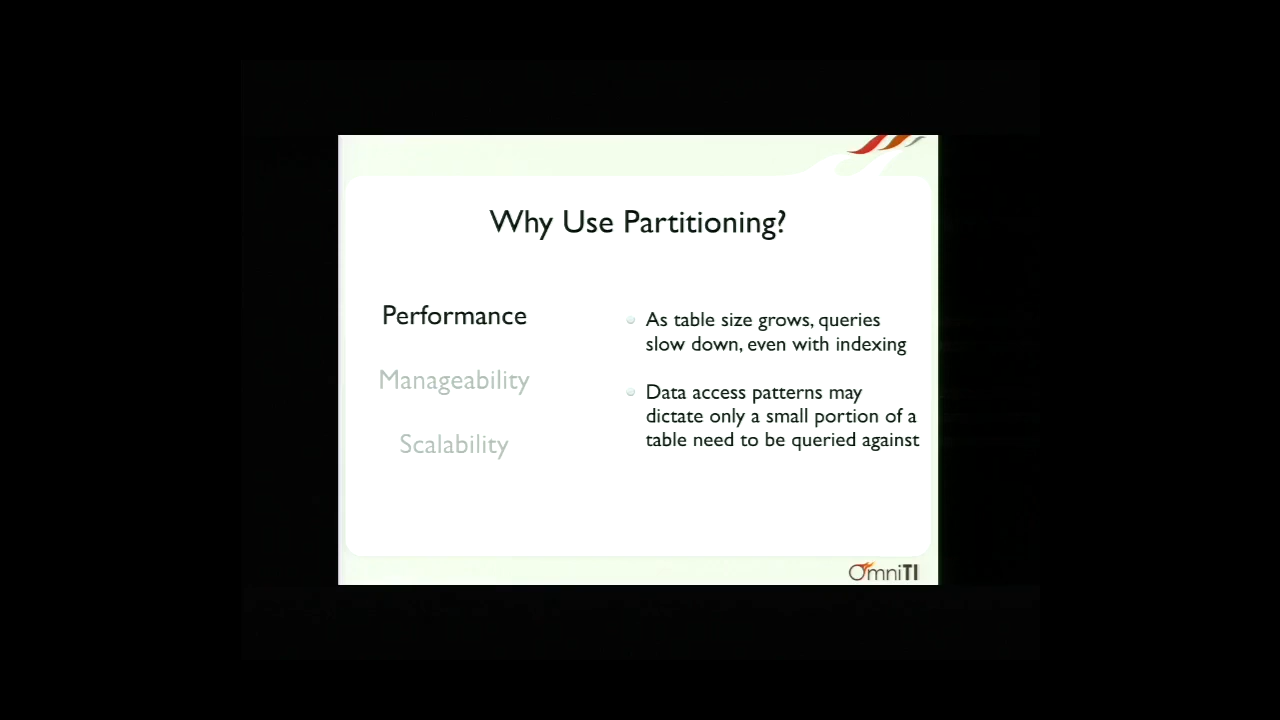 Why Use Partitioning?
Performance
Manageability
Scalability
As table size grows, queries
slow down, even with indexing
Data access patterns may
dictate only a small portion of a
table need to be queried against
OmniTI